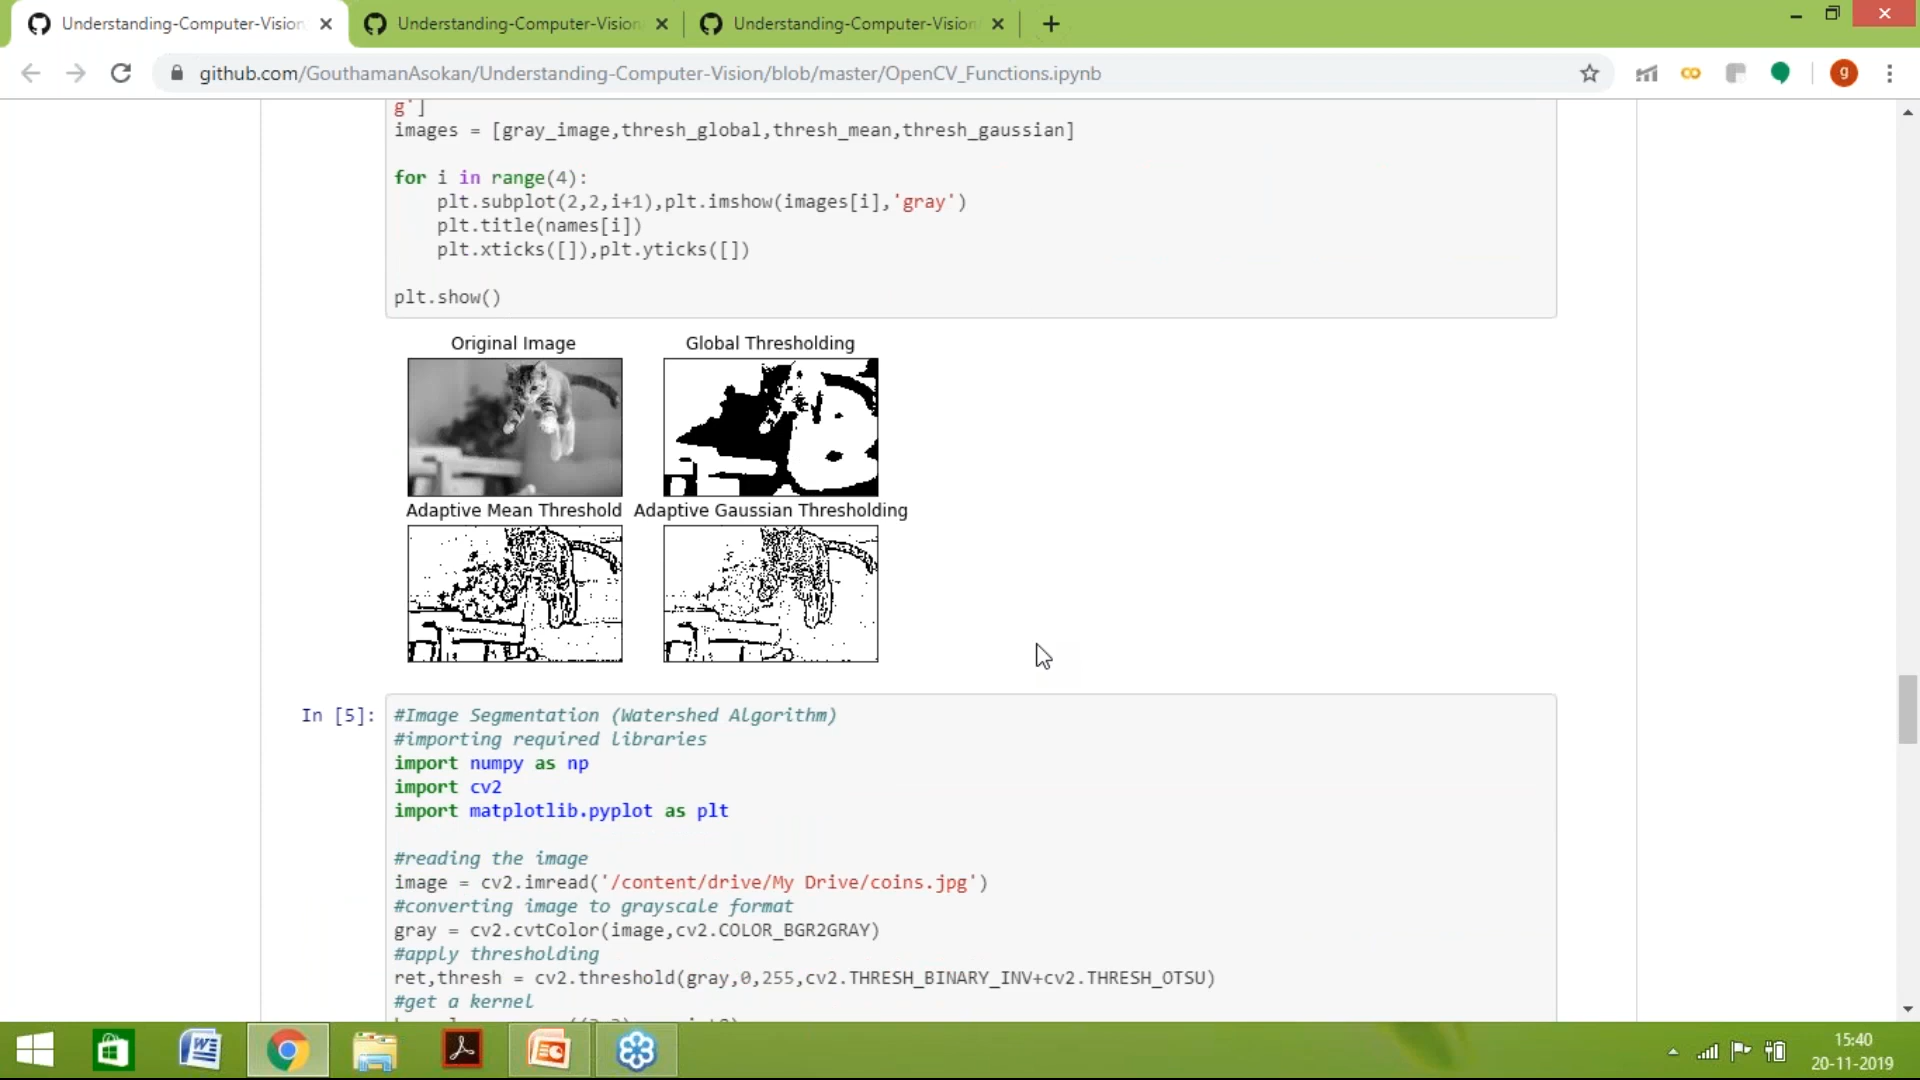 Understanding-Computer-Vision
Understanding-Computer-Vision
Understanding-Computer-Vision
github.com/GouthamanAsokan/Understanding-Computer-Vision/blob/master/OpenCV_Functions.ipynb
g
g']
images = [gray_image,thresh_global,thresh_mean,thresh_gaussian]
for i in range(4):
    plt.subplot(2,2,i+1),plt.imshow(images[i],'gray')
    plt.title(names[i])
    plt.xticks([]),plt.yticks([])
plt.show()
Original Image Global Thresholding
Adaptive Mean Threshold Adaptive Gaussian Thresholding
In [5]: #Image Segmentation (Watershed Algorithm)
#importing required libraries
import numpy as np
import cv2
import matplotlib.pyplot as plt
#reading the image
image = cv2.imread('/content/drive/My Drive/coins.jpg')
#converting image to grayscale format
gray = cv2.cvtColor(image,cv2.COLOR_BGR2GRAY)
#apply thresholding
ret,thresh = cv2.threshold(gray,0,255,cv2.THRESH_BINARY_INV+cv2.THRESH_OTSU)
#get a kernel
15:40
20-11-2019